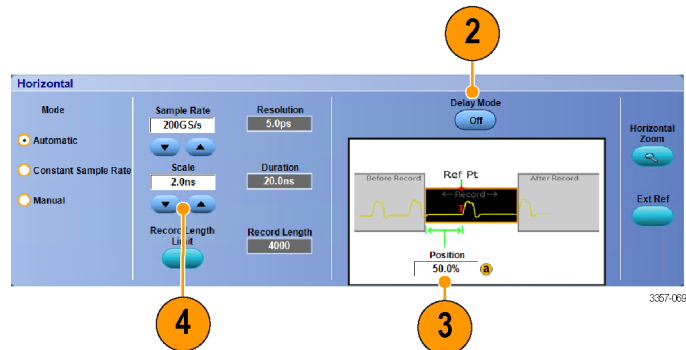 2
Horizontal
Mode
Automatic
Constant Sample Rate
Manual
Sample Rate
200GS/s
Scale
2.0ns
Record Length
Limit
Resolution
5.0ps
Duration
20.0ns
Record Length
4000
Delay Mode
Off
Ref Pt
Before Record
←Record→
After Record
T
Position
50.0% a
Horizontal
Zoom
Ext Ref
3357-069
4
3